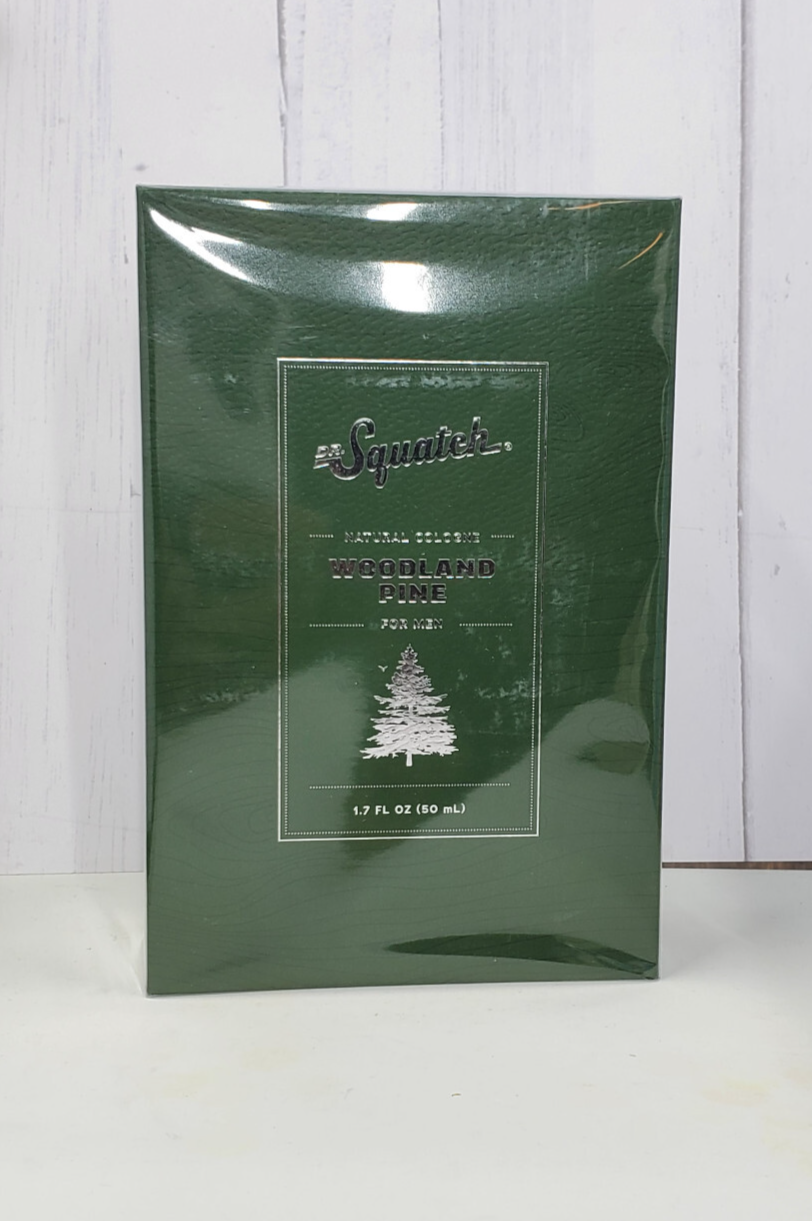 DR. Squatch®
NATURAL COLOGNE
WOODLAND
PINE
FOR MEN
1.7 FL OZ (50 mL)